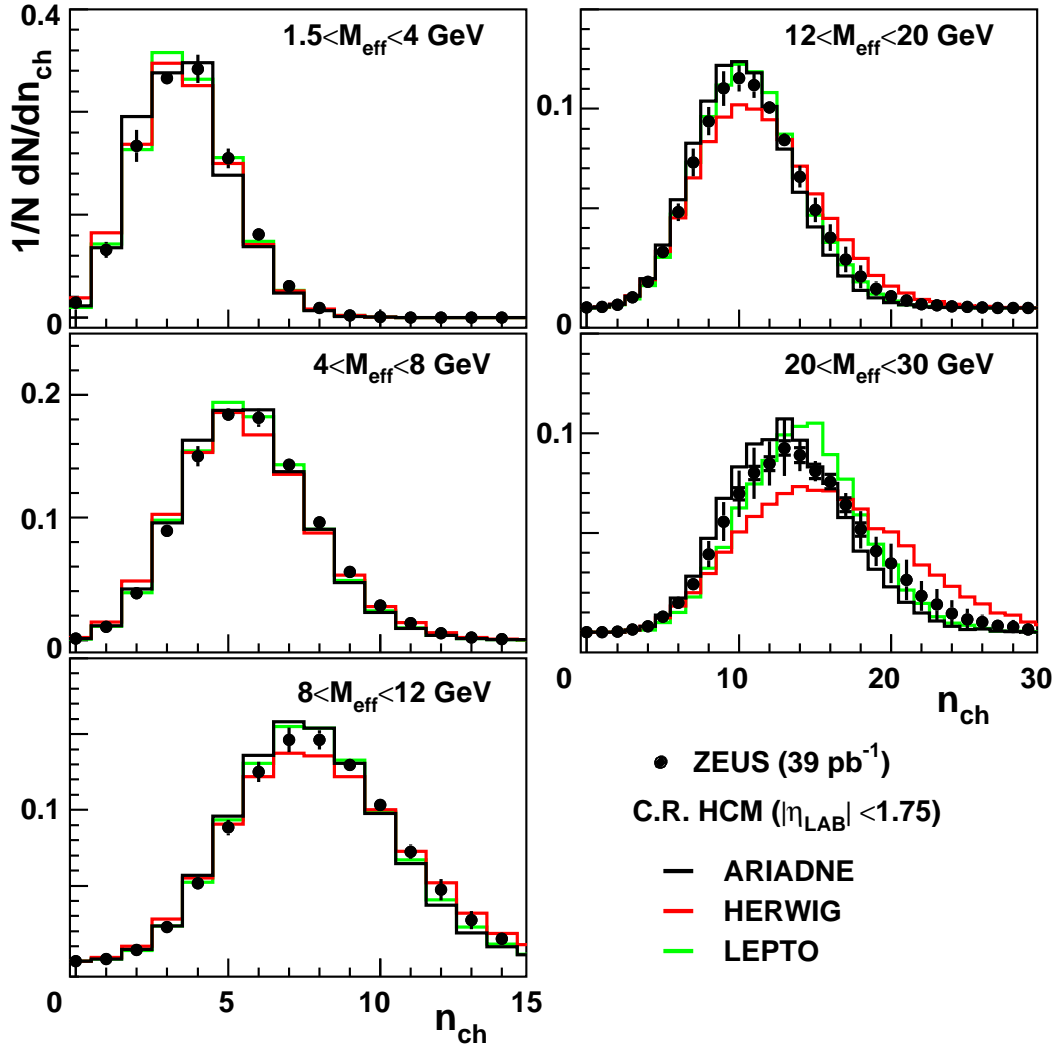 0.4
1.5<M_eff<4 GeV
1/N dN/dn_ch
0
12<M_eff<20 GeV
0.1
0
4<M_eff<8 GeV
0.2
0.1
0
20<M_eff<30 GeV
0.1
0 10 20 30
n_ch
8<M_eff<12 GeV
0.1
0 5 10 15
n_ch
ZEUS (39 pb⁻¹)
C.R. HCM (|η_LAB| <1.75)
ARIADNE
HERWIG
LEPTO